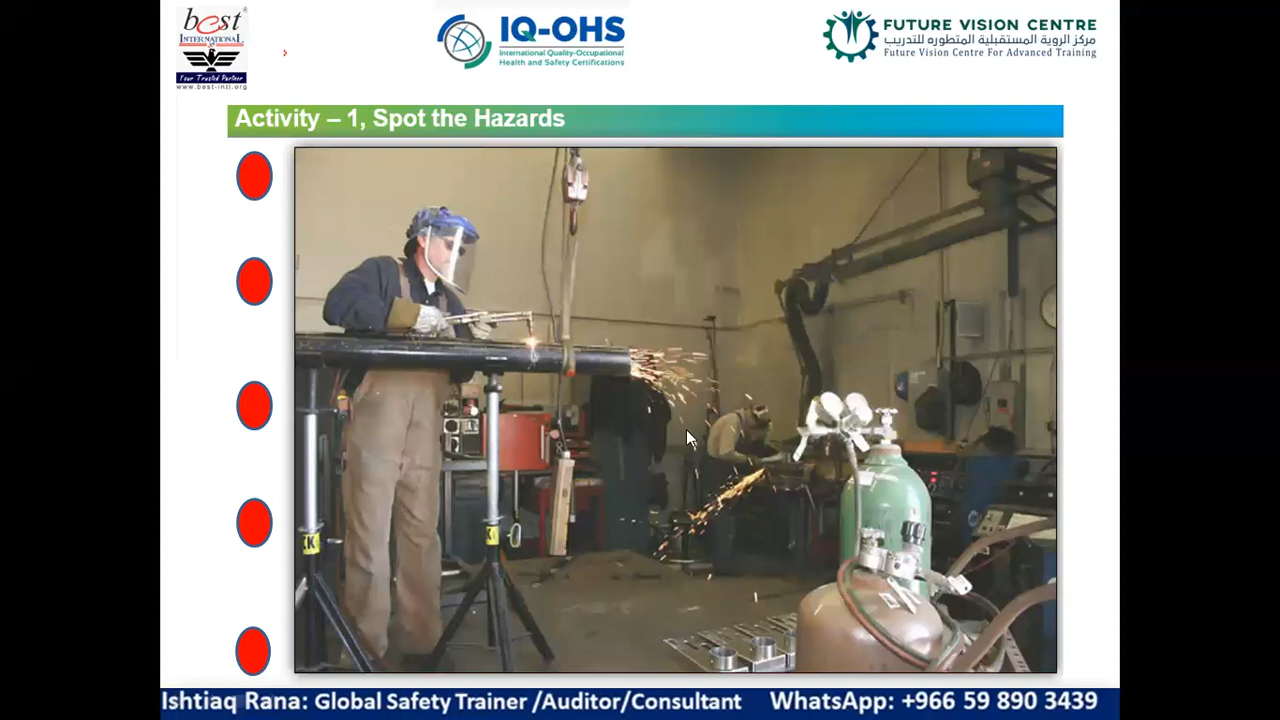 best
INTERNATIONAL
Your Trusted Partner
www.best-intl.org
IQ-OHS
International Quality-Occupational
Health and Safety Certifications
FUTURE VISION CENTRE
مركز الروية المستقبلية المتطوره للتدريب
Future Vision Centre For Advanced Training
Activity – 1, Spot the Hazards
Ishtiaq Rana: Global Safety Trainer /Auditor/Consultant WhatsApp: +966 59 890 3439